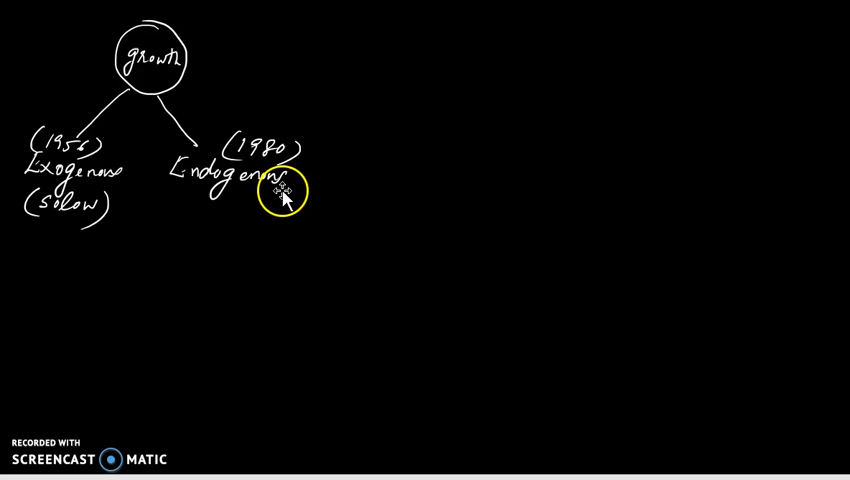 growth
(1956)
Exogenous
(Solow)
(1980)
Endogenous
RECORDED WITH
SCREENCAST MATIC